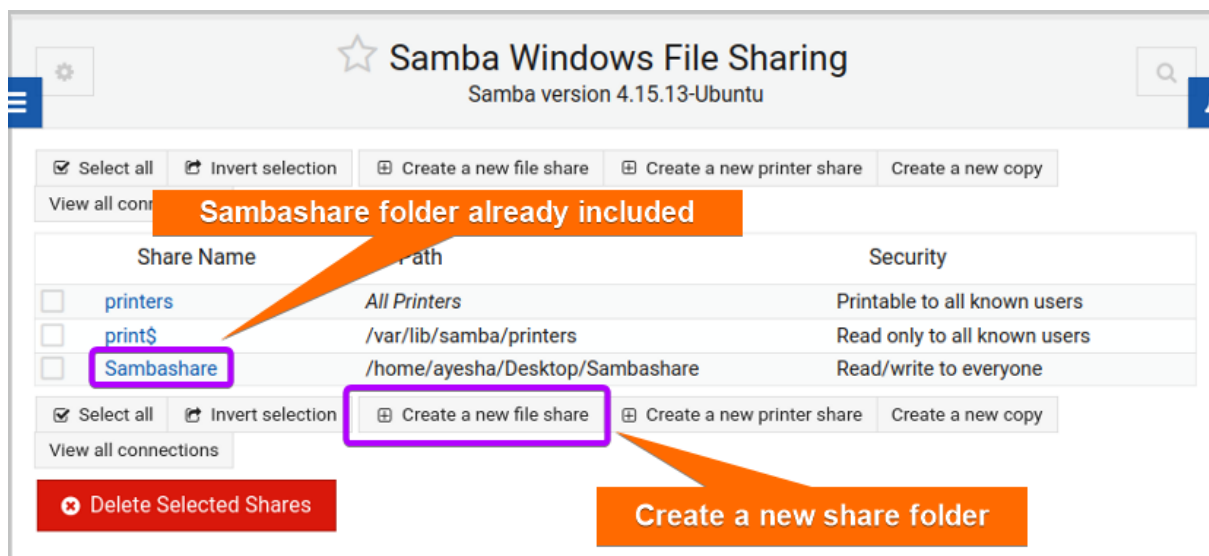 Samba Windows File Sharing
Samba version 4.15.13-Ubuntu
Select all Invert selection Create a new file share Create a new printer share Create a new copy
View all conn
Sambashare folder already included
Share Name Path Security
printers All Printers Printable to all known users
print$ /var/lib/samba/printers Read only to all known users
Sambashare /home/ayesha/Desktop/Sambashare Read/write to everyone
Select all Invert selection Create a new file share Create a new printer share Create a new copy
View all connections
Delete Selected Shares
Create a new share folder